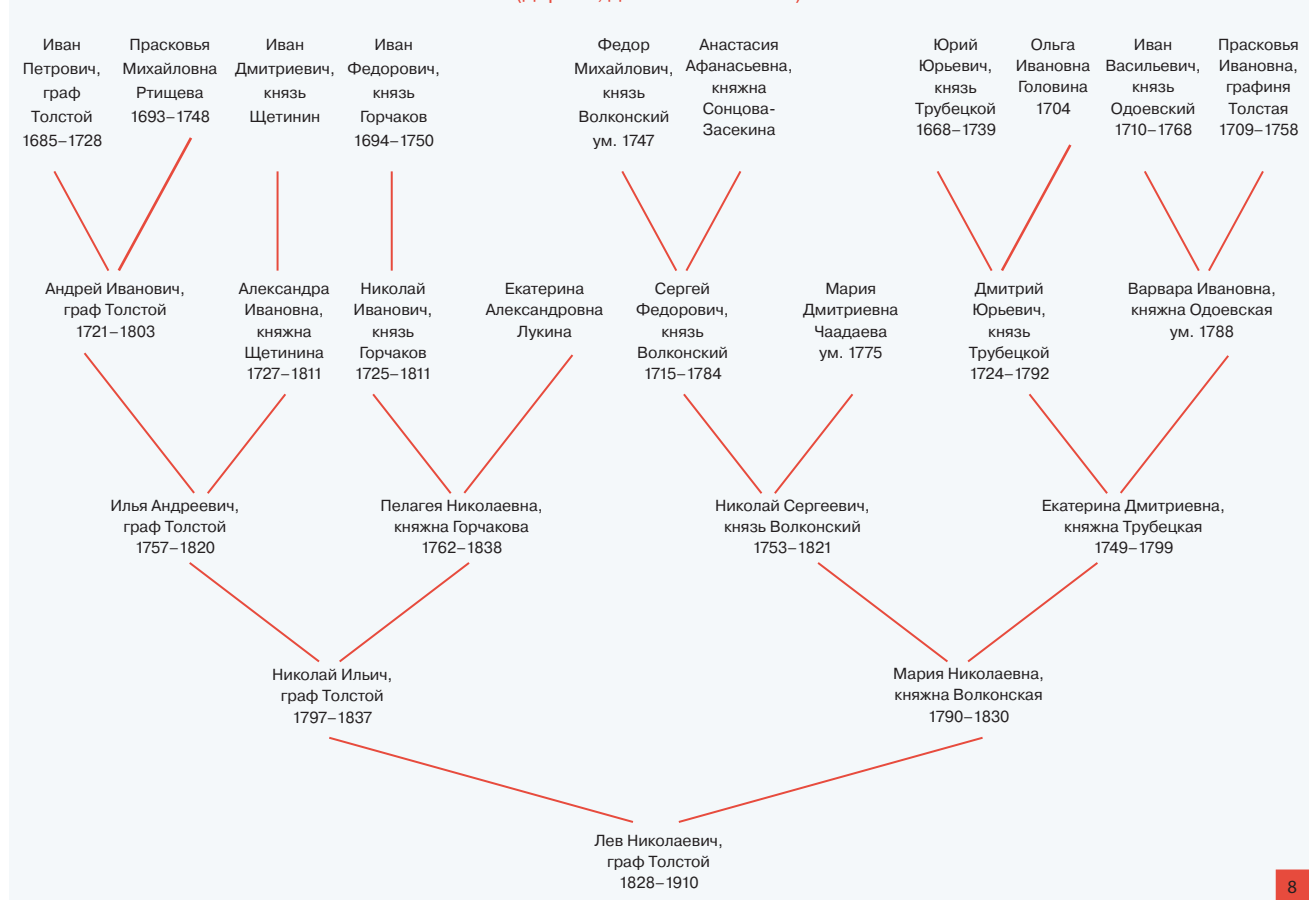 Иван
Петрович,
граф
Толстой
1685–1728
Прасковья
Михайловна
Ртищева
1693–1748
Иван
Дмитриевич,
князь
Щетинин
Иван
Федорович,
князь
Горчаков
1694–1750
Федор
Михайлович,
князь
Волконский
ум. 1747
Анастасия
Афанасьевна,
княжна
Сонцова-
Засекина
Юрий
Юрьевич,
князь
Трубецкой
1668–1739
Ольга
Ивановна
Головина
1704
Иван
Васильевич,
князь
Одоевский
1710–1768
Прасковья
Ивановна,
графиня
Толстая
1709–1758
Андрей Иванович,
граф Толстой
1721–1803
Александра
Ивановна,
княжна
Щетинина
1727–1811
Николай
Иванович,
князь
Горчаков
1725–1811
Екатерина
Александровна
Лукина
Сергей
Федорович,
князь
Волконский
1715–1784
Мария
Дмитриевна
Чаадаева
ум. 1775
Дмитрий
Юрьевич,
князь
Трубецкой
1724–1792
Варвара Ивановна,
княжна Одоевская
ум. 1788
Илья Андреевич,
граф Толстой
1757–1820
Пелагея Николаевна,
княжна Горчакова
1762–1838
Николай Сергеевич,
князь Волконский
1753–1821
Екатерина Дмитриевна,
княжна Трубецкая
1749–1799
Николай Ильич,
граф Толстой
1797–1837
Мария Николаевна,
княжна Волконская
1790–1830
Лев Николаевич,
граф Толстой
1828–1910
8